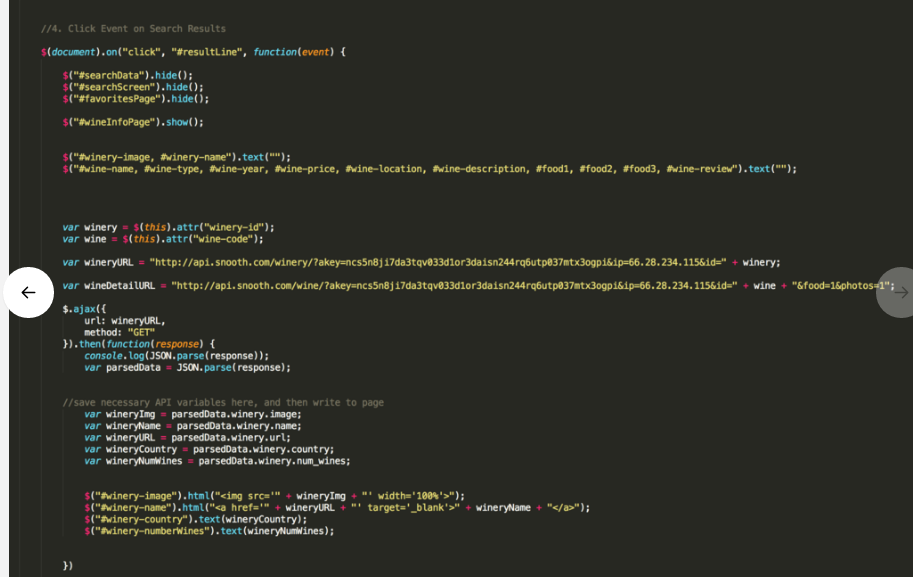 //4. Click Event on Search Results
$(document).on("click", "#resultLine", function(event) {
$("#searchData").hide();
$("#searchScreen").hide();
$("#favoritesPage").hide();
$("#wineInfoPage").show();
$("#winery-image, #winery-name").text("");
$("#wine-name, #wine-type, #wine-year, #wine-price, #wine-location, #wine-description, #food1, #food2, #food3, #wine-review").text("");
var winery = $(this).attr("winery-id");
var wine = $(this).attr("wine-code");
var wineryURL = "http://api.snooth.com/winery/?akey=ncs5n8ji7da3tqv033d1or3daisn244rq6utp037mtx3ogpi&ip=66.28.234.115&id=" + winery;
var wineDetailURL = "http://api.snooth.com/wine/?akey=ncs5n8ji7da3tqv033d1or3daisn244rq6utp037mtx3ogpi&ip=66.28.234.115&id=" + wine + "&food=1&photos=1";
$.ajax({
url: wineryURL,
method: "GET"
}).then(function(response) {
console.log(JSON.parse(response));
var parsedData = JSON.parse(response);
//save necessary API variables here, and then write to page
var wineryImg = parsedData.winery.image;
var wineryName = parsedData.winery.name;
var wineryURL = parsedData.winery.url;
var wineryCountry = parsedData.winery.country;
var wineryNumWines = parsedData.winery.num_wines;
$("#winery-image").html("<img src='" + wineryImg + "' width='100%'>");
$("#winery-name").html("<a href='" + wineryURL + "' target='_blank'>" + wineryName + "</a>");
$("#winery-country").text(wineryCountry);
$("#winery-numberWines").text(wineryNumWines);
})